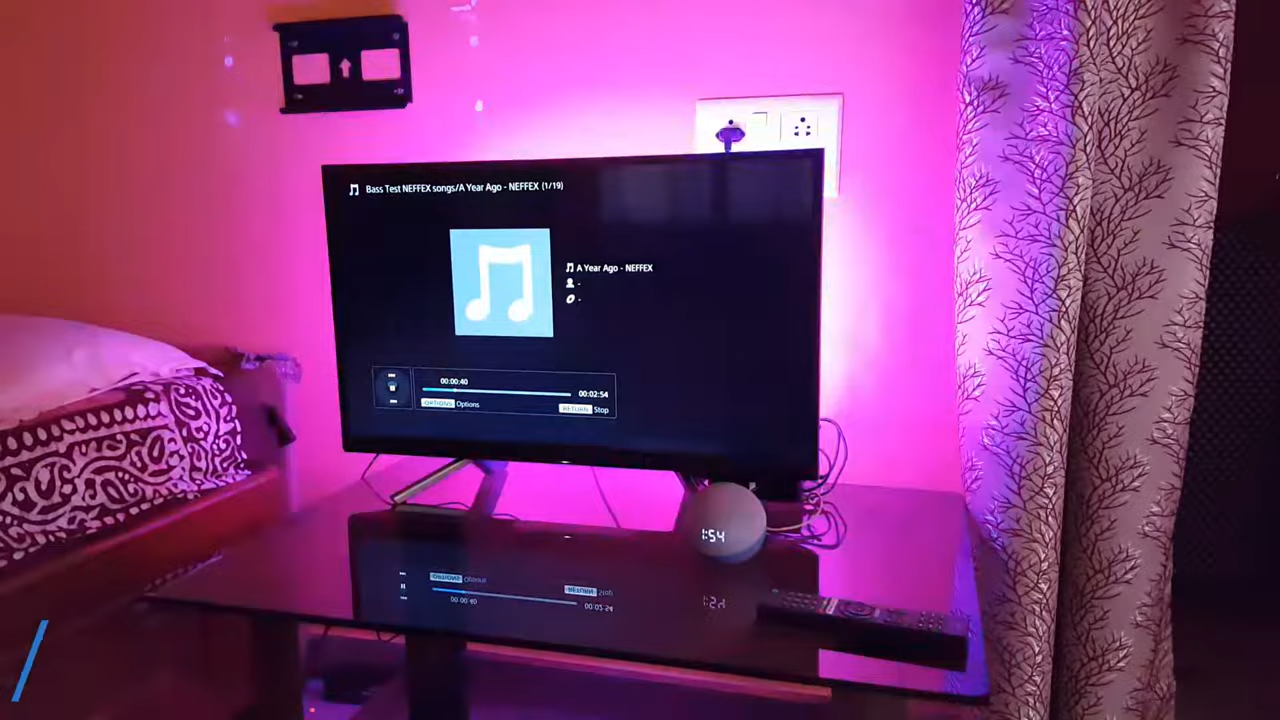 Bass Test NEFFEX songs/A Year Ago - NEFFEX (1/19)
A Year Ago - NEFFEX
-
-
00:00:40
00:02:54
OPTIONS Options
RETURN Stop
1:54